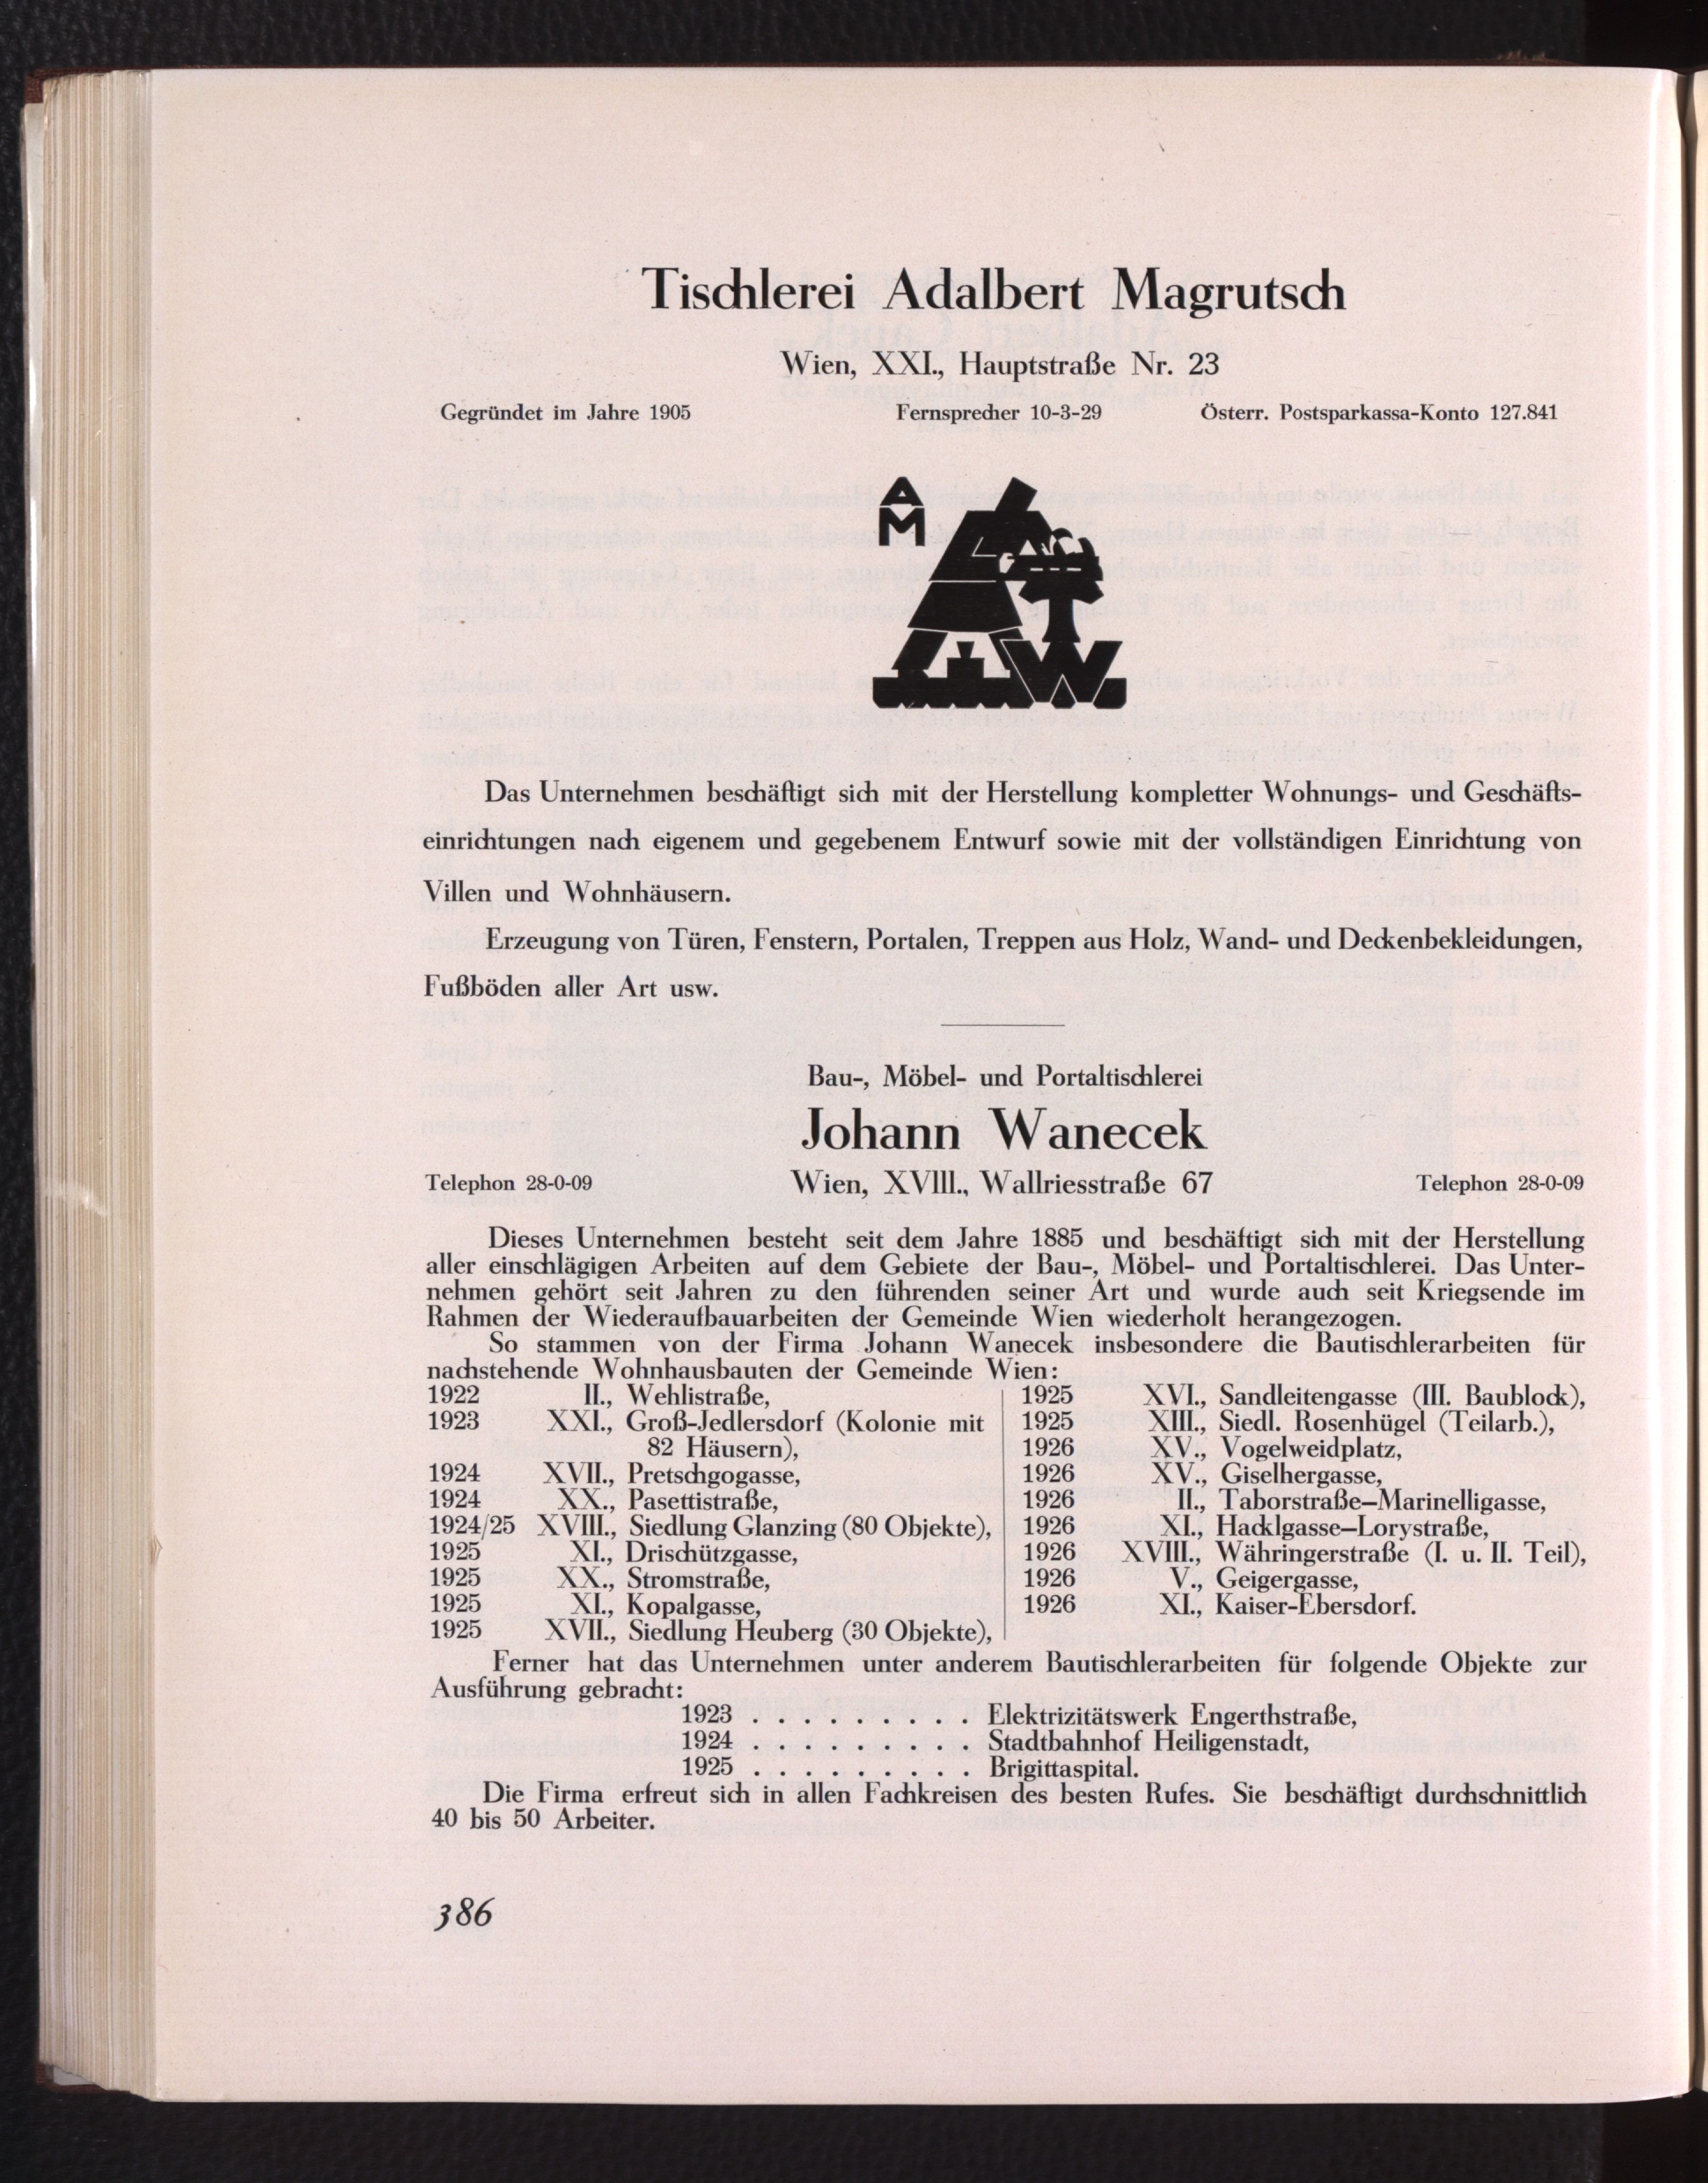 Tischlerei Adalbert Magrutsch
Wien, XXI., Hauptstraße Nr. 23
Gegründet im Jahre 1905 Fernsprecher 10-3-29 Österr. Postsparkassa-Konto 127.841
AM
AW
Das Unternehmen beschäftigt sich mit der Herstellung kompletter Wohnungs- und Geschäfts-
einrichtungen nach eigenem und gegebenem Entwurf sowie mit der vollständigen Einrichtung von
Villen und Wohnhäusern.
Erzeugung von Türen, Fenstern, Portalen, Treppen aus Holz, Wand- und Deckenbekleidungen,
Fußböden aller Art usw.
Bau-, Möbel- und Portaltischlerei
Johann Wanecek
Telephon 28-0-09 Wien, XVIII., Wallriesstraße 67 Telephon 28-0-09
Dieses Unternehmen besteht seit dem Jahre 1885 und beschäftigt sich mit der Herstellung
aller einschlägigen Arbeiten auf dem Gebiete der Bau-, Möbel- und Portaltischlerei. Das Unter-
nehmen gehört seit Jahren zu den führenden seiner Art und wurde auch seit Kriegsende im
Rahmen der Wiederaufbauarbeiten der Gemeinde Wien wiederholt herangezogen.
So stammen von der Firma Johann Wanecek insbesondere die Bautischlerarbeiten für
nachstehende Wohnhausbauten der Gemeinde Wien:
1922 II., Wehlistraße,
1923 XXI., Groß-Jedlersdorf (Kolonie mit
82 Häusern),
1924 XVII., Pretschgogasse,
1924 XX., Pasettistraße,
1924/25 XVIII., Siedlung Glanzing (80 Objekte),
1925 XI., Drischützgasse,
1925 XX., Stromstraße,
1925 XI., Kopalgasse,
1925 XVII., Siedlung Heuberg (30 Objekte),
1925 XVI., Sandleitengasse (III. Baublock),
1925 XIII., Siedl. Rosenhügel (Teilarb.),
1926 XV., Vogelweidplatz,
1926 XV., Giselhergasse,
1926 II., Taborstraße–Marinelligasse,
1926 XI., Hacklgasse–Lorystraße,
1926 XVIII., Währingerstraße (I. u. II. Teil),
1926 V., Geigergasse,
1926 XI., Kaiser-Ebersdorf.
Ferner hat das Unternehmen unter anderem Bautischlerarbeiten für folgende Objekte zur
Ausführung gebracht:
1923 . . . . . . . . . Elektrizitätswerk Engerthstraße,
1924 . . . . . . . . . Stadtbahnhof Heiligenstadt,
1925 . . . . . . . . . Brigittaspital.
Die Firma erfreut sich in allen Fachkreisen des besten Rufes. Sie beschäftigt durchschnittlich
40 bis 50 Arbeiter.
386